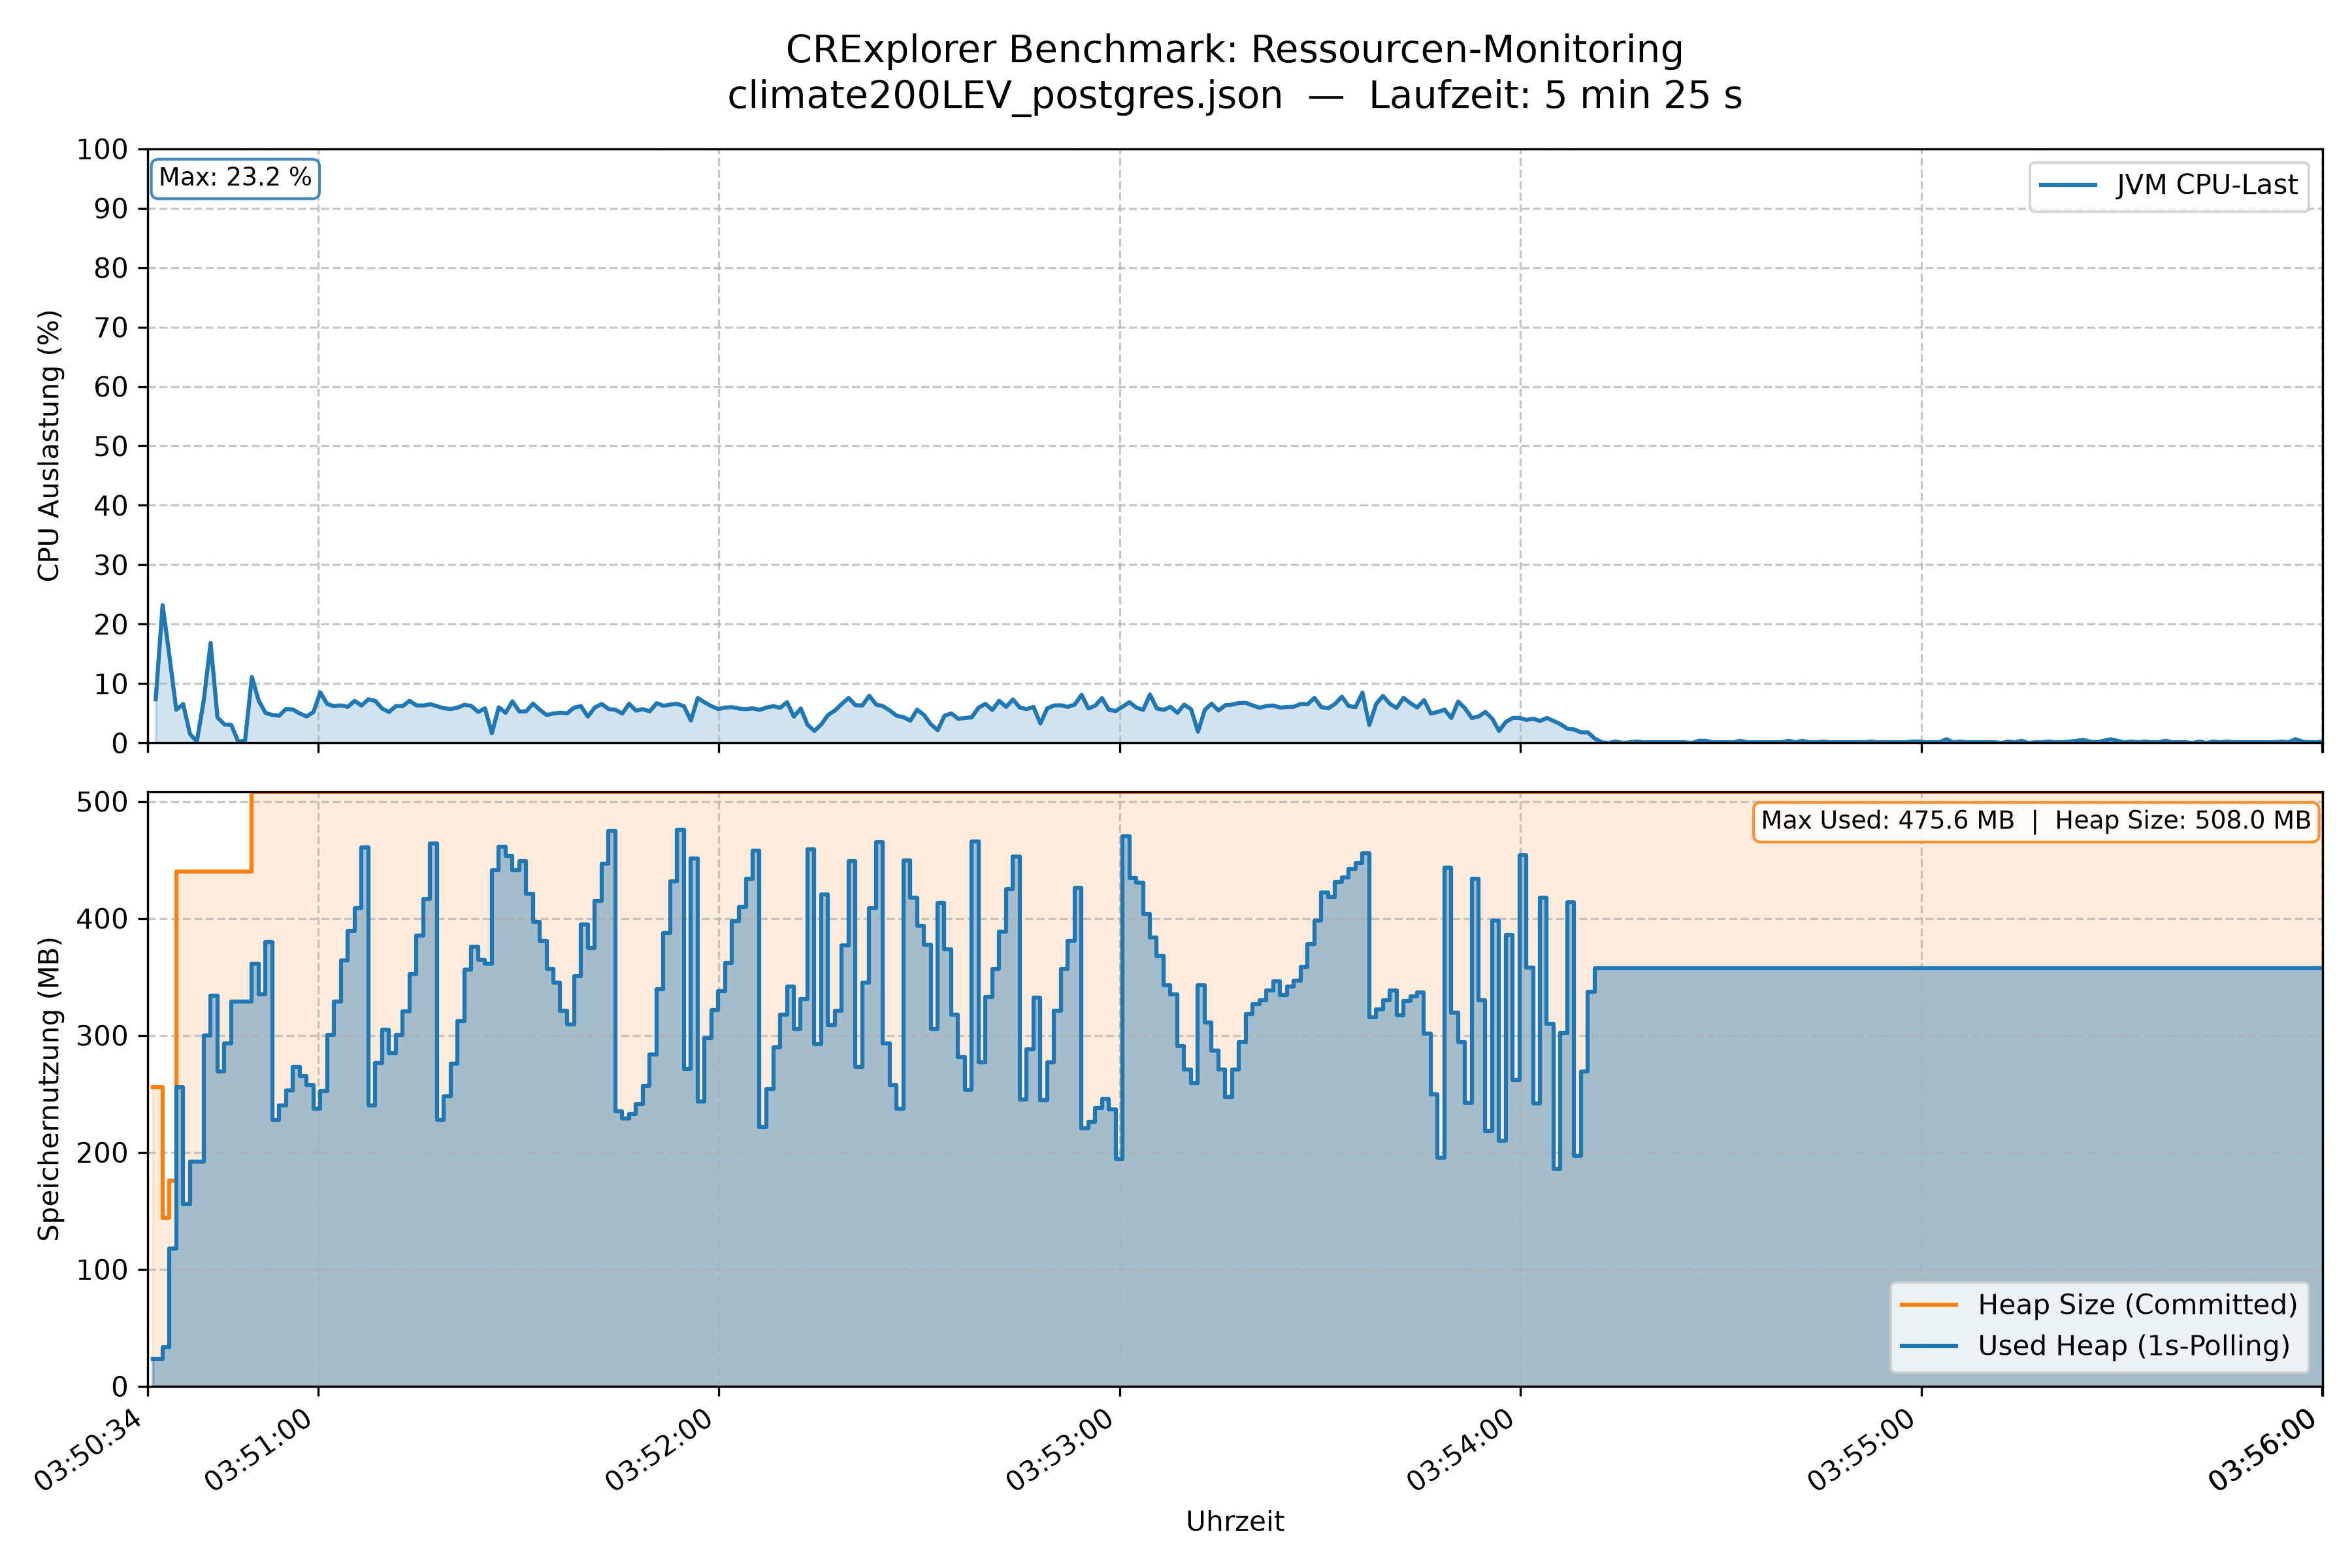 CRExplorer Benchmark: Ressourcen-Monitoring
climate200LEV_postgres.json — Laufzeit: 5 min 25 s
Max: 23.2 %
JVM CPU-Last
CPU Auslastung (%)
100
90
80
70
60
50
40
30
20
10
0
Max Used: 475.6 MB | Heap Size: 508.0 MB
Speichernutzung (MB)
500
400
300
200
100
0
Heap Size (Committed)
Used Heap (1s-Polling)
03:50:34
03:51:00
03:52:00
03:53:00
03:54:00
03:55:00
03:56:00
Uhrzeit